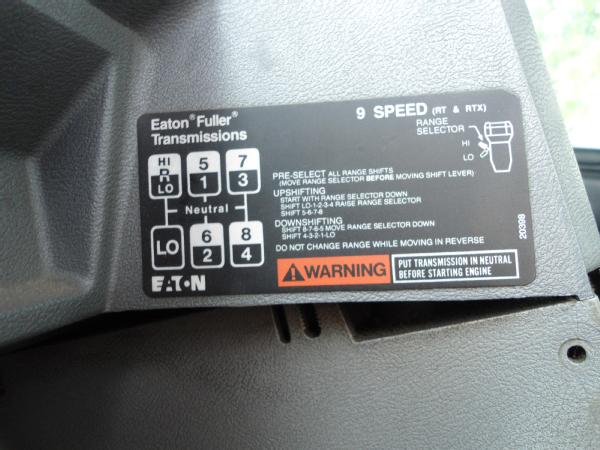 Eaton® Fuller®
Transmissions
9 SPEED (RT & RTX)
RANGE
SELECTOR
HI
LO
HI
R
LO
5
1
7
3
Neutral
LO
6
2
8
4
EATON
PRE-SELECT ALL RANGE SHIFTS
(MOVE RANGE SELECTOR BEFORE MOVING SHIFT LEVER)
UPSHIFTING
START WITH RANGE SELECTOR DOWN
SHIFT LO-1-2-3-4 RAISE RANGE SELECTOR
SHIFT 5-6-7-8
DOWNSHIFTING
SHIFT 8-7-6-5 MOVE RANGE SELECTOR DOWN
SHIFT 4-3-2-1-LO
DO NOT CHANGE RANGE WHILE MOVING IN REVERSE
20398
WARNING
PUT TRANSMISSION IN NEUTRAL
BEFORE STARTING ENGINE